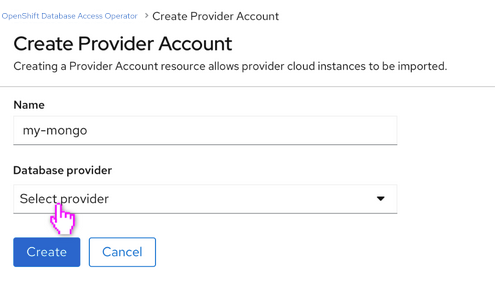 OpenShift Database Access Operator > Create Provider Account
Create Provider Account
Creating a Provider Account resource allows provider cloud instances to be imported.
Name
my-mongo
Database provider
Select provider
Create Cancel